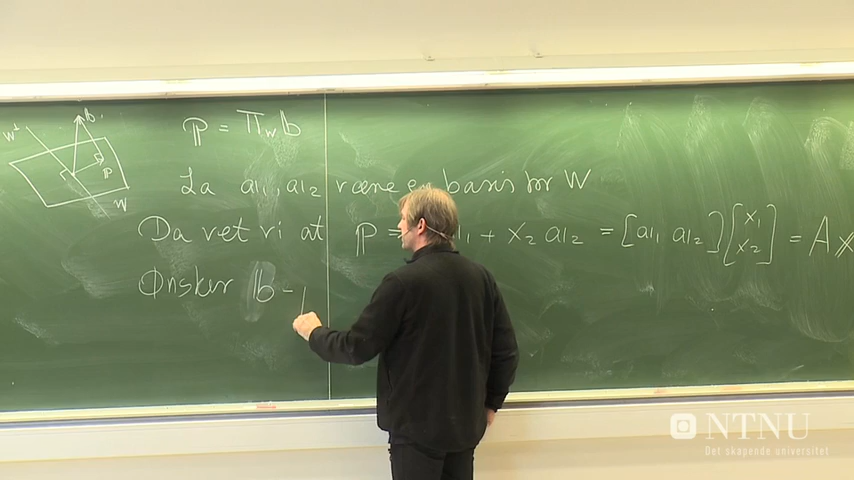 W⊥ b p W
p = π_W b
La a₁, a₂ være en basis for W
Da vet vi at p = a₁ + x₂ a₂ = [a₁ a₂] [x₁ x₂] = Ax
Ønsker b -
NTNU
Det skapende universitet